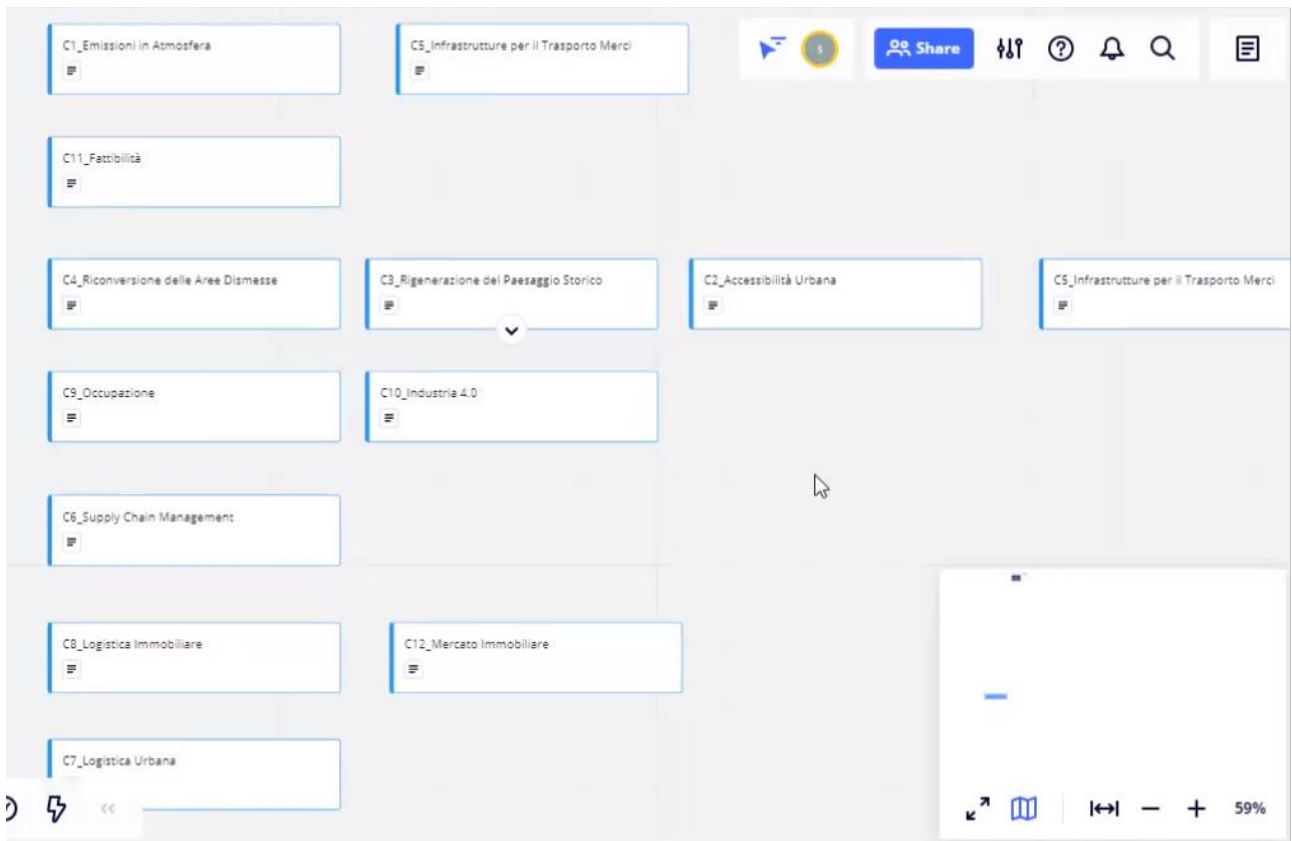 C1_Emissioni in Atmosfera
C5_Infrastrutture per il Trasporto Merci
S
Share
C11_Fattibilità
C4_Riconversione delle Aree Dismesse
C3_Rigenerazione del Paesaggio Storico
C2_Accessibilità Urbana
C5_Infrastrutture per il Trasporto Merci
C9_Occupazione
C10_Industria 4.0
C6_Supply Chain Management
C8_Logistica Immobiliare
C12_Mercato Immobiliare
C7_Logistica Urbana
59%